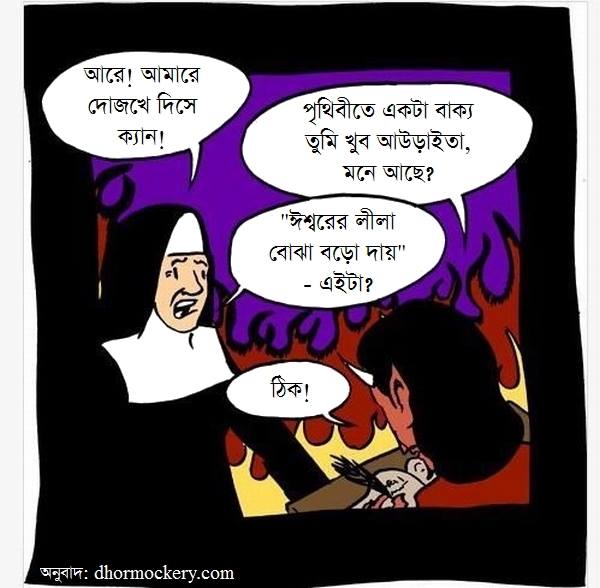 আরে! আমারে
দোজখে দিসে
ক্যান!
পৃথিবীতে একটা বাক্য
তুমি খুব আউড়াইতা,
মনে আছে?
"ঈশ্বরের লীলা
বোঝা বড়ো দায়"
- এইটা?
ঠিক!
অনুবাদ: dhormockery.com